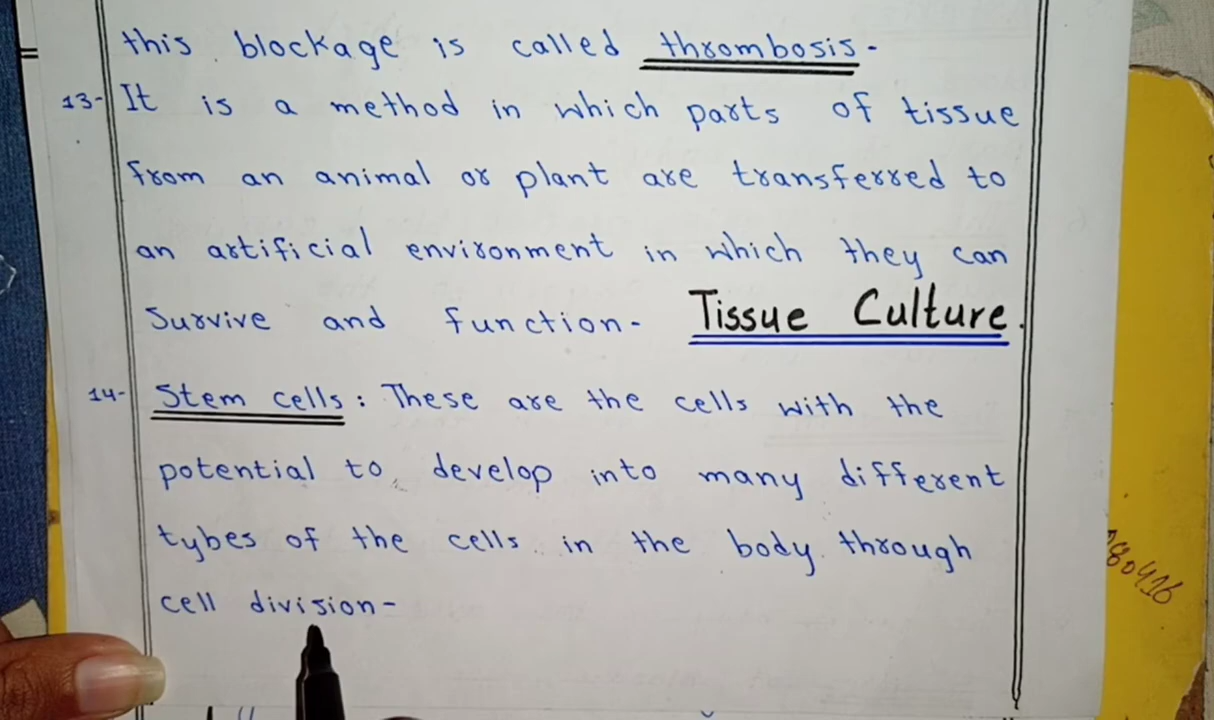 this blockage is called thrombosis-
13- It is a method in which parts of tissue
from an animal or plant are transferred to
an artificial environment in which they can
Survive and function- Tissue Culture.
14- Stem cells: These are the cells with the
potential to develop into many different
tybes of the cells in the body through
cell division-
080416